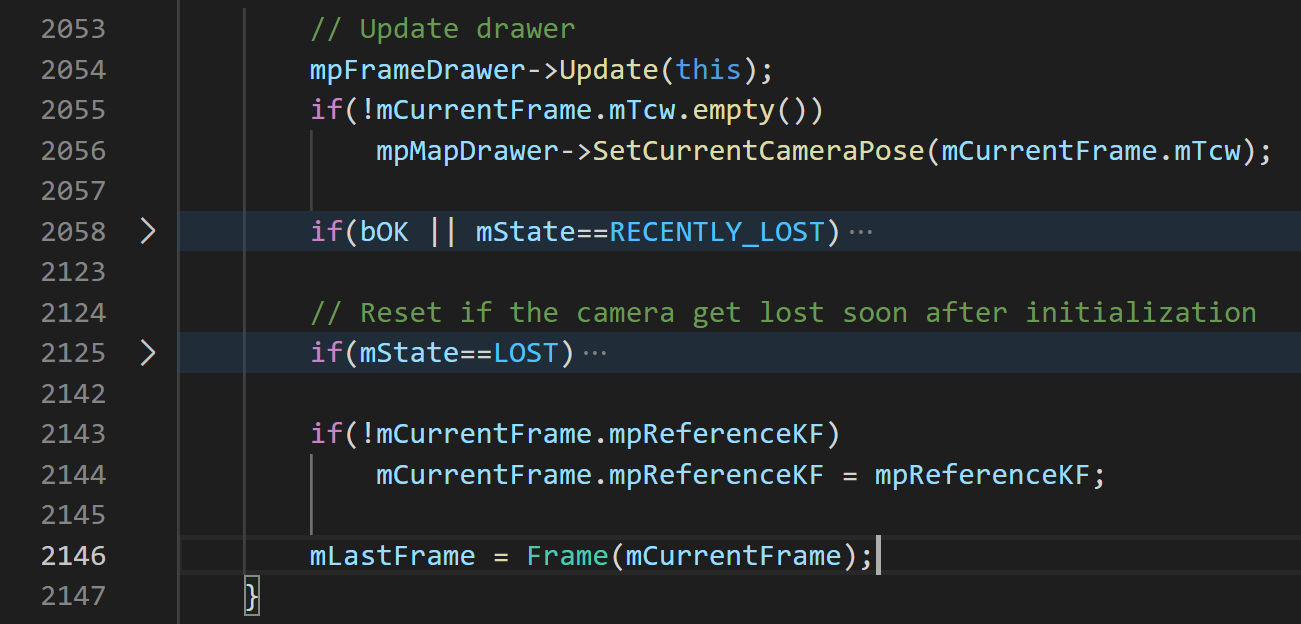 2053 // Update drawer
2054 mpFrameDrawer->Update(this);
2055 if(!mCurrentFrame.mTcw.empty())
2056 mpMapDrawer->SetCurrentCameraPose(mCurrentFrame.mTcw);
2057
2058 if(bOK || mState==RECENTLY_LOST)···
2123
2124 // Reset if the camera get lost soon after initialization
2125 if(mState==LOST)···
2142
2143 if(!mCurrentFrame.mpReferenceKF)
2144 mCurrentFrame.mpReferenceKF = mpReferenceKF;
2145
2146 mLastFrame = Frame(mCurrentFrame);
2147 }